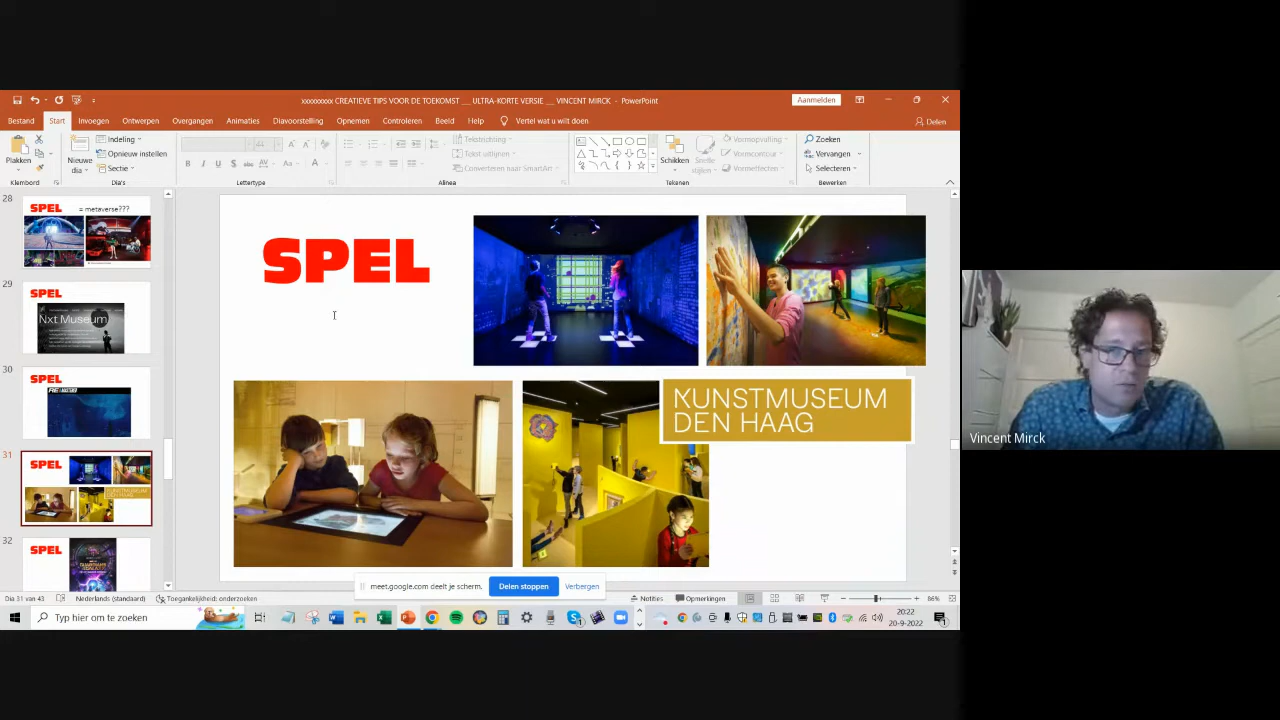 xxxxxxxxx CREATIEVE TIPS VOOR DE TOEKOMST __ ULTRA-KORTE VERSIE __ VINCENT MIRCK - PowerPoint
Aanmelden
Bestand Start Invoegen Ontwerpen Overgangen Animaties Diavoorstelling Opnemen Controleren Beeld Help Vertel wat u wilt doen
Delen
Plakken
Nieuwe dia
Indeling
Opnieuw instellen
Sectie
44
Tekstrichting
Tekst uitlijnen
Converteren naar SmartArt
Schikken
Snelle stijlen
Vormopvulling
Vormcontour
Vormeffecten
Zoeken
Vervangen
Selecteren
Klembord
Dia's
Lettertype
Alinea
Tekenen
Bewerken
28
SPEL = metaverse???
29
SPEL
Nxt Museum
30
SPEL
31
SPEL
KUNSTMUSEUM
DEN HAAG
32
SPEL
SPEL
KUNSTMUSEUM
DEN HAAG
Vincent Mirck
meet.google.com deelt je scherm. Delen stoppen Verbergen
Dia 31 van 43 Nederlands (standaard) Toegankelijkheid: onderzoeken
Notities Opmerkingen 86%
Typ hier om te zoeken
20:22
20-9-2022